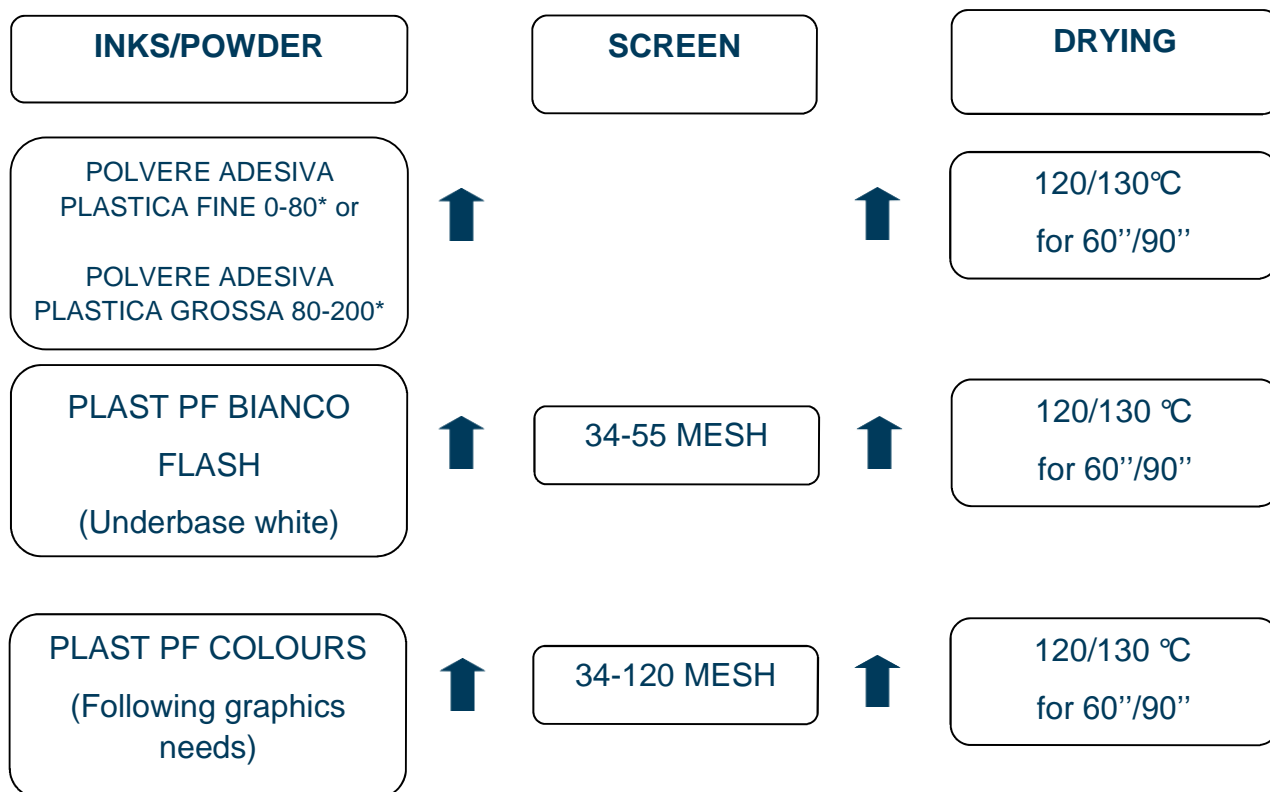 INKS/POWDER
SCREEN
DRYING
POLVERE ADESIVA
PLASTICA FINE 0-80* or
POLVERE ADESIVA
PLASTICA GROSSA 80-200*
120/130℃
for 60’’/90’’
PLAST PF BIANCO
FLASH
(Underbase white)
34-55 MESH
120/130 ℃
for 60’’/90’’
PLAST PF COLOURS
(Following graphics
needs)
34-120 MESH
120/130 ℃
for 60’’/90’’